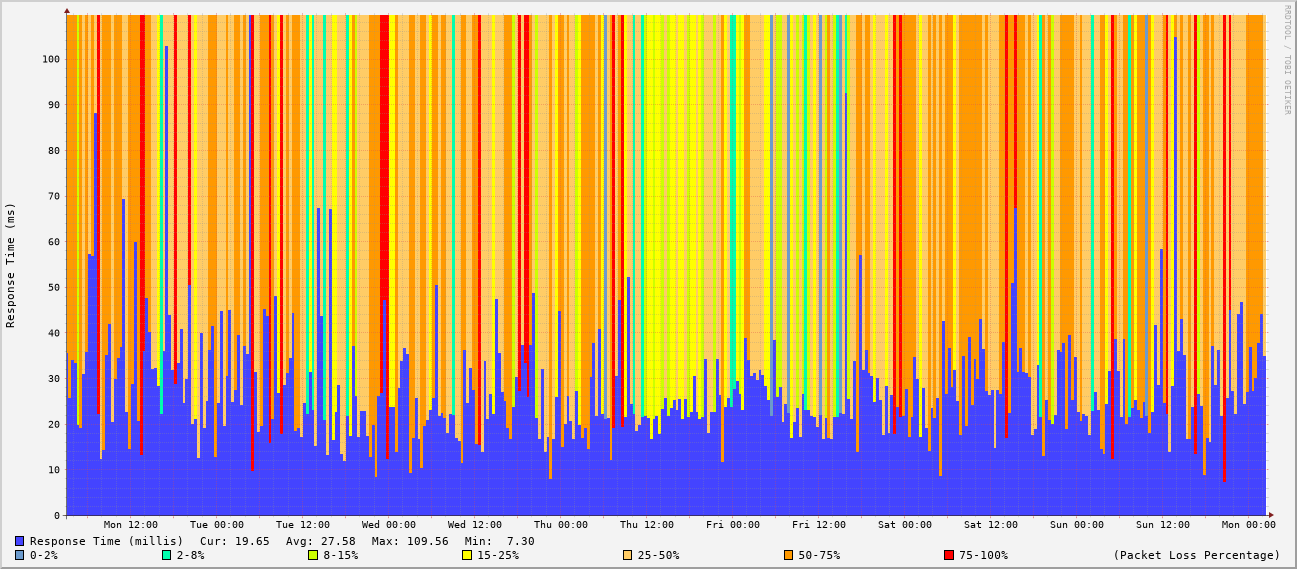 RRDTOOL / TOBI OETIKER
Response Time (ms)
100
90
80
70
60
50
40
30
20
10
0
Mon 12:00 Tue 00:00 Tue 12:00 Wed 00:00 Wed 12:00 Thu 00:00 Thu 12:00 Fri 00:00 Fri 12:00 Sat 00:00 Sat 12:00 Sun 00:00 Sun 12:00 Mon 00:00
Response Time (millis) Cur: 19.65 Avg: 27.58 Max: 109.56 Min: 7.30
0-2% 2-8% 8-15% 15-25% 25-50% 50-75% 75-100% (Packet Loss Percentage)